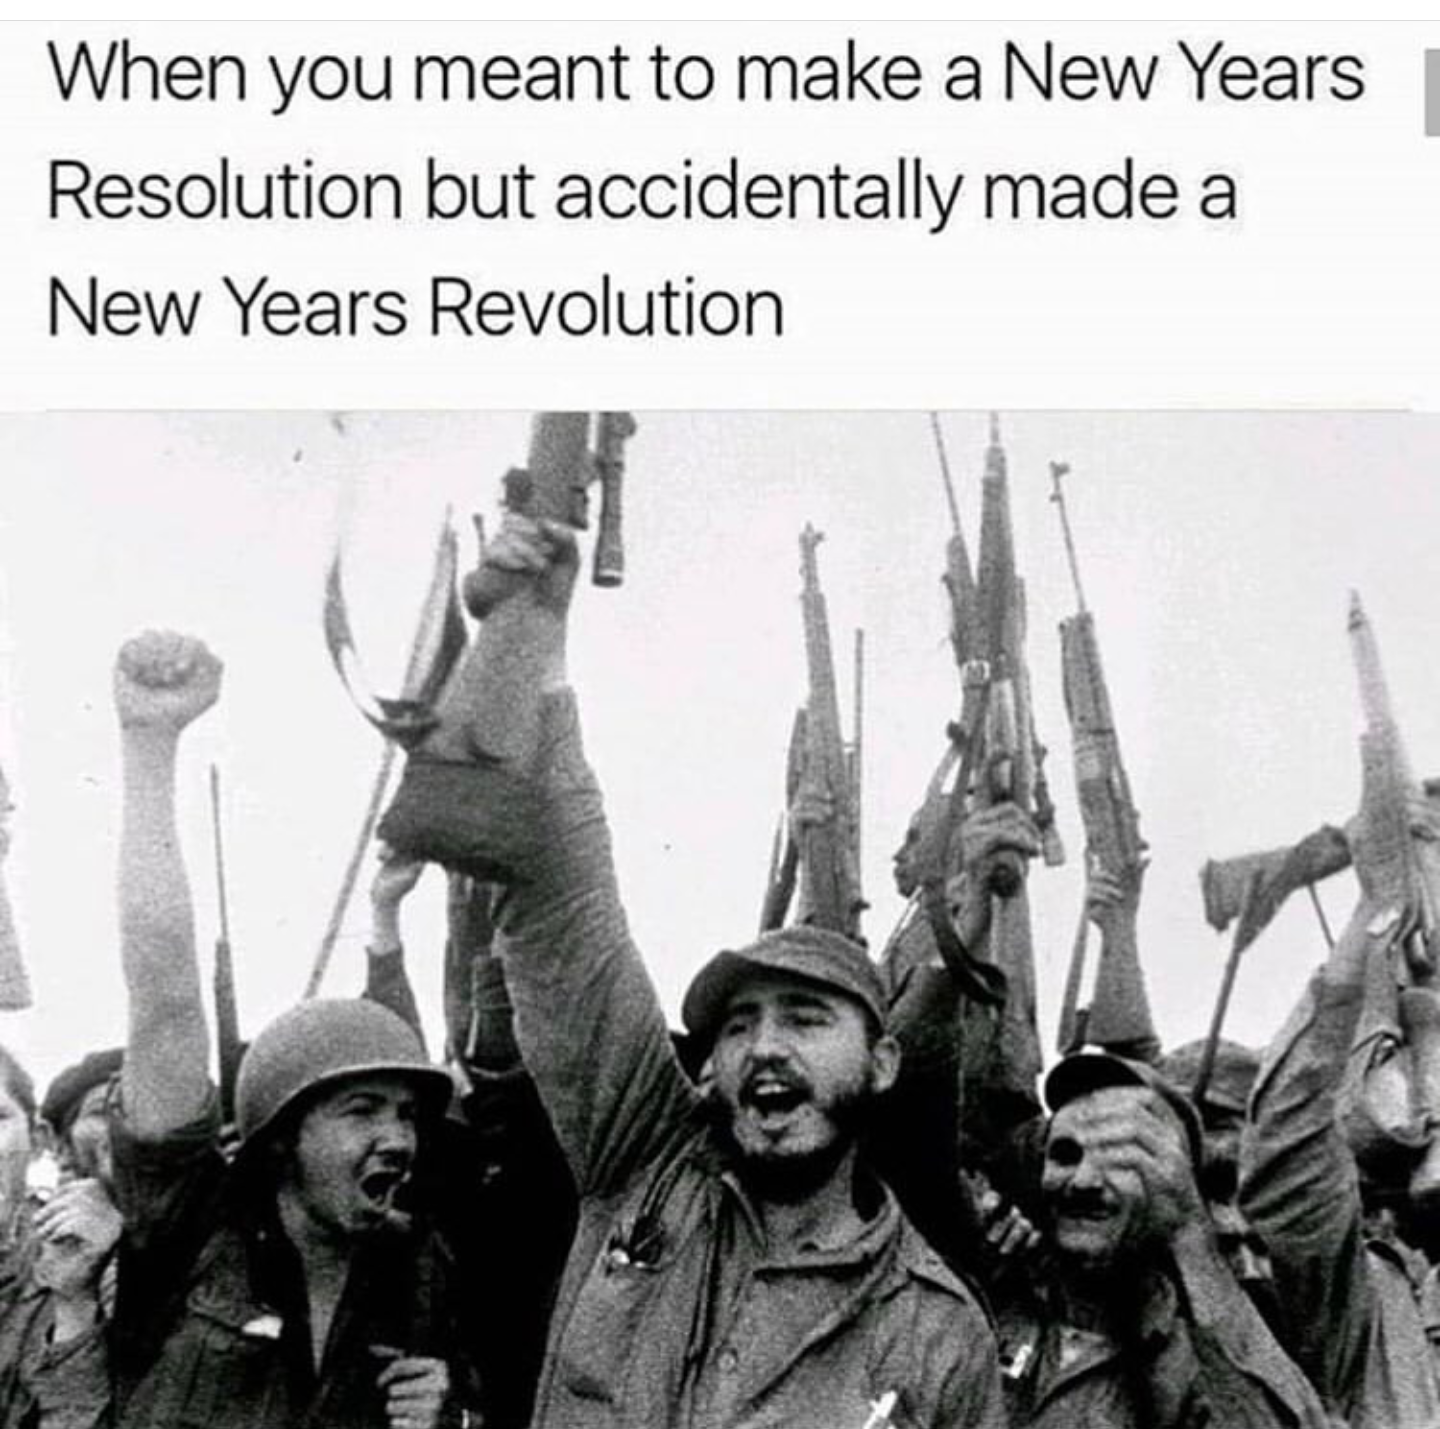 When you meant to make a New Years
Resolution but accidentally made a
New Years Revolution